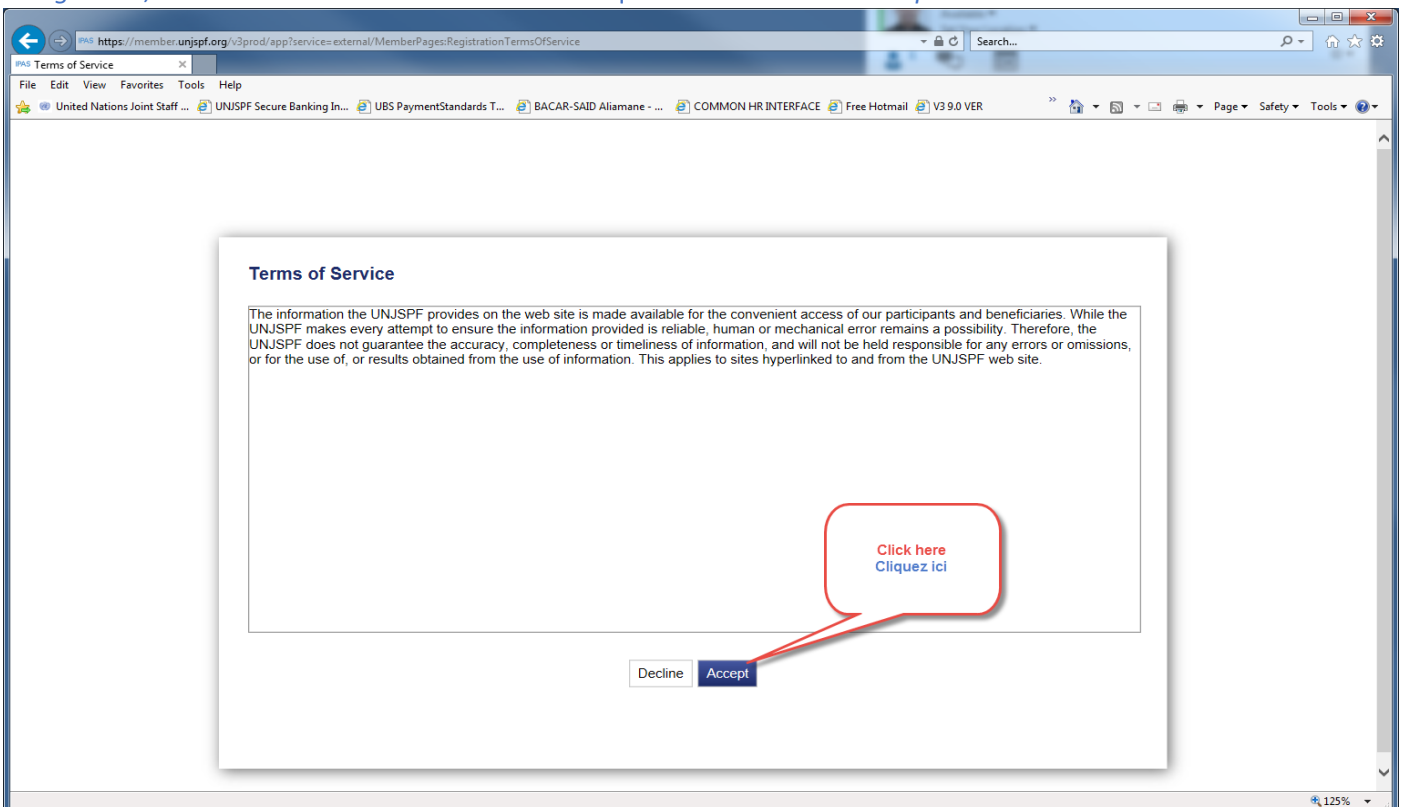 IPAS https://member.unjspf.org/v3prod/app?service=external/MemberPages:RegistrationTermsOfService
Search...
IPAS Terms of Service ×
File Edit View Favorites Tools Help
United Nations Joint Staff ... UNJSPF Secure Banking In... UBS PaymentStandards T... BACAR-SAID Aliamane - ... COMMON HR INTERFACE Free Hotmail V3 9.0 VER » Page Safety Tools
Terms of Service
The information the UNJSPF provides on the web site is made available for the convenient access of our participants and beneficiaries. While the
UNJSPF makes every attempt to ensure the information provided is reliable, human or mechanical error remains a possibility. Therefore, the
UNJSPF does not guarantee the accuracy, completeness or timeliness of information, and will not be held responsible for any errors or omissions,
or for the use of, or results obtained from the use of information. This applies to sites hyperlinked to and from the UNJSPF web site.
Click here
Cliquez ici
Decline Accept
125%